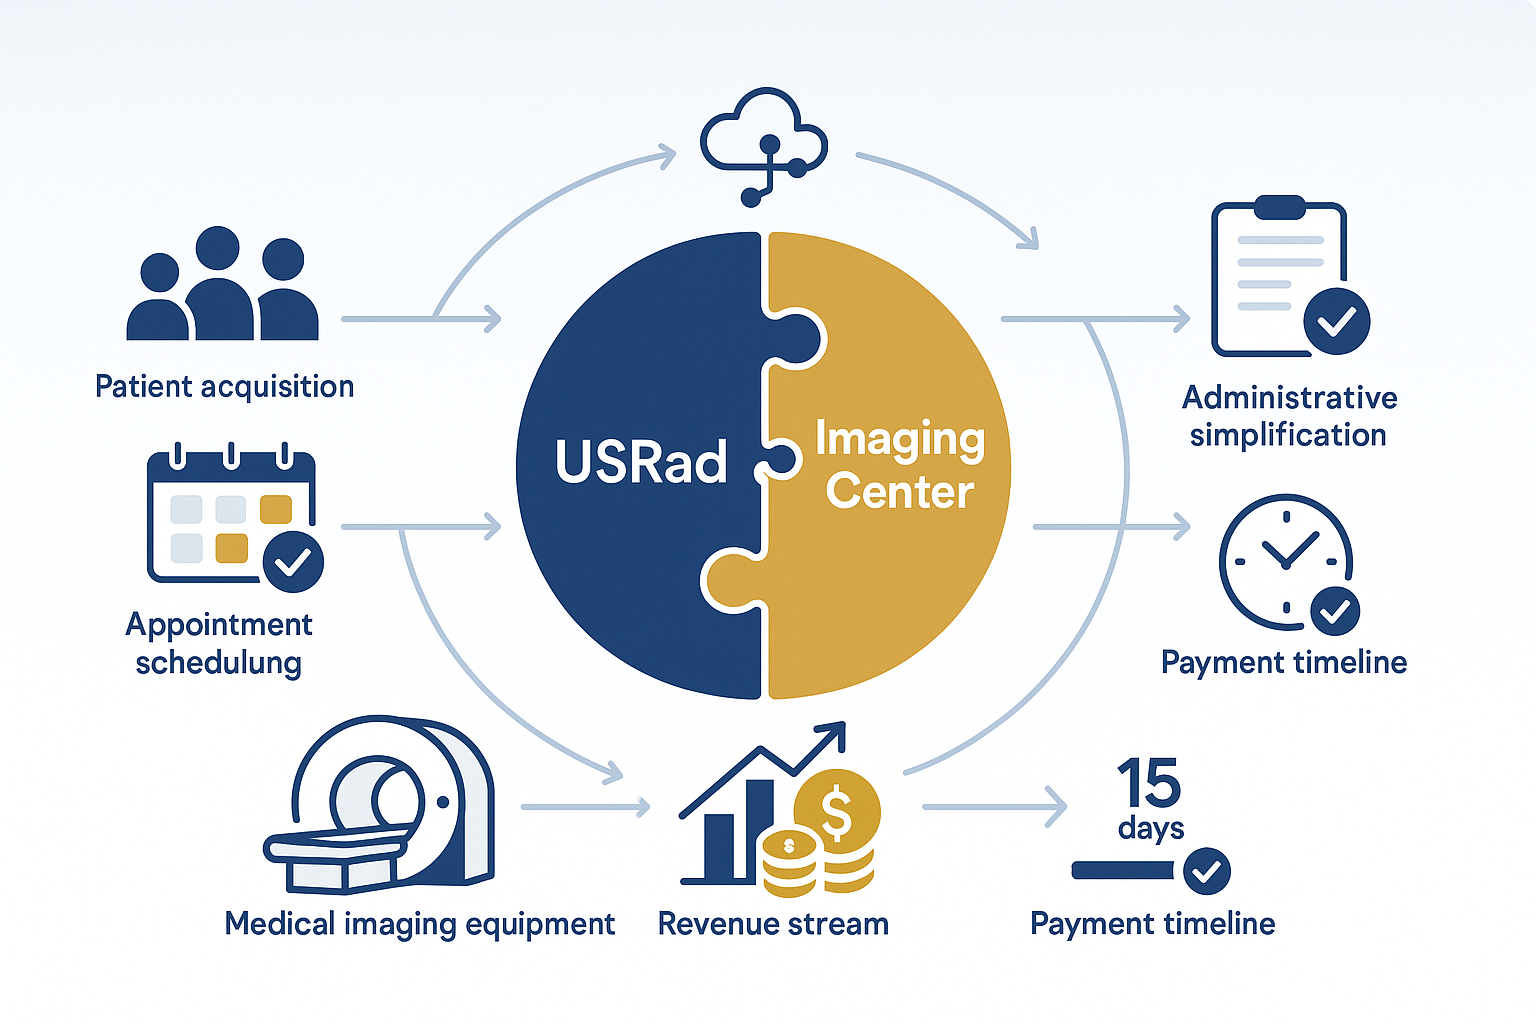 Patient acquisition
Appointment
schedulung
USRad
Imaging
Center
Administrative
simplification
Payment timeline
Medical imaging equipment
$
$
Revenue stream
15
days
Payment timeline